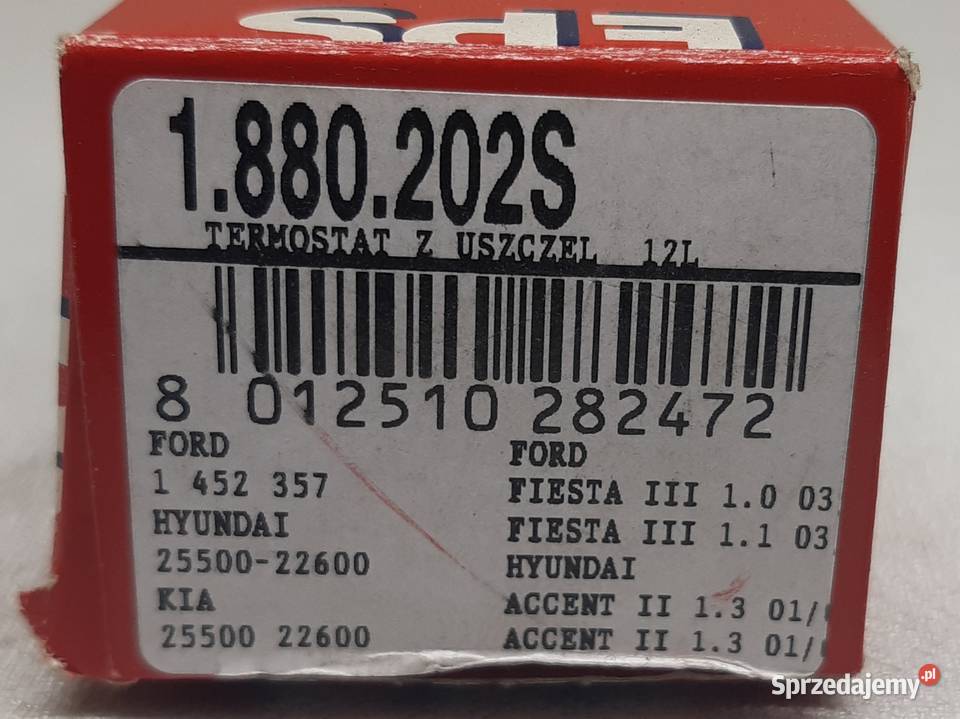 EPS
1.880.202S
TERMOSTAT Z USZCZEL 12L
8 012510 282472
FORD
1 452 357
HYUNDAI
25500-22600
KIA
25500 22600
FORD
FIESTA III 1.0 03
FIESTA III 1.1 03
HYUNDAI
ACCENT II 1.3 01/
ACCENT II 1.3 01/
Sprzedajemy.pl